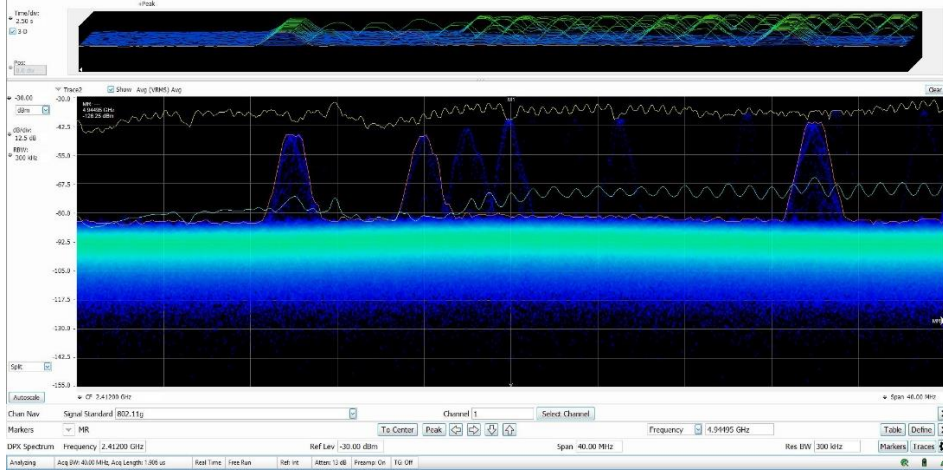 +Peak
Time/div:
2.50 s
3 D
Pos:
Trace2 Show Avg (VRMS) Avg Clear
-30.00
dBm
dB/div:
12.5 dB
RBW:
300 kHz
-30.0
MR
4.94495 GHz
M1
-42.5
-55.0
-67.5
-80.0
-92.5
-105.0
-117.5
-130.0
-142.5
-155.0
MR
Split
Autoscale CF 2.41200 GHz Span 40.00 MHz
Chan Nav Signal Standard 802.11g Channel 1 Select Channel
Markers MR To Center Peak Frequency 4.94495 GHz Table Define
DPX Spectrum Frequency 2.41200 GHz Ref Lev -30.00 dBm Span 40.00 MHz Res BW 300 kHz Markers Traces
Analyzing Acq BW: 40.00 MHz, Acq Length: 1.906 us Real Time Free Run Ref: Int Atten: 13 dB Preamp: On TG: Off